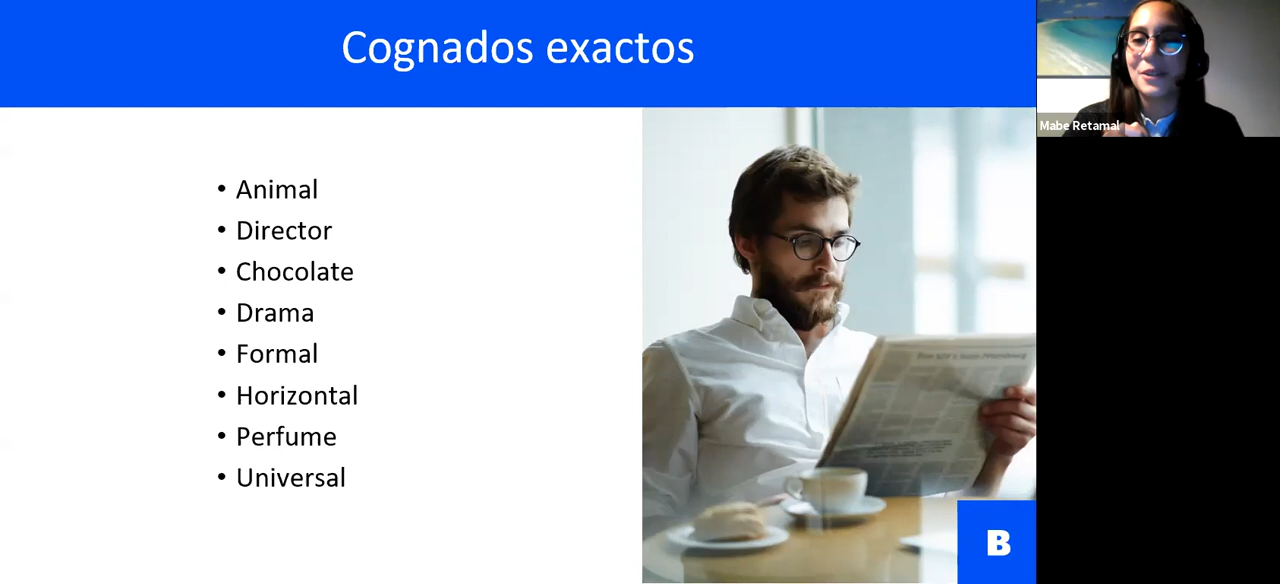 Cognados exactos
• Animal
• Director
• Chocolate
• Drama
• Formal
• Horizontal
• Perfume
• Universal
Mabe Retamal
B